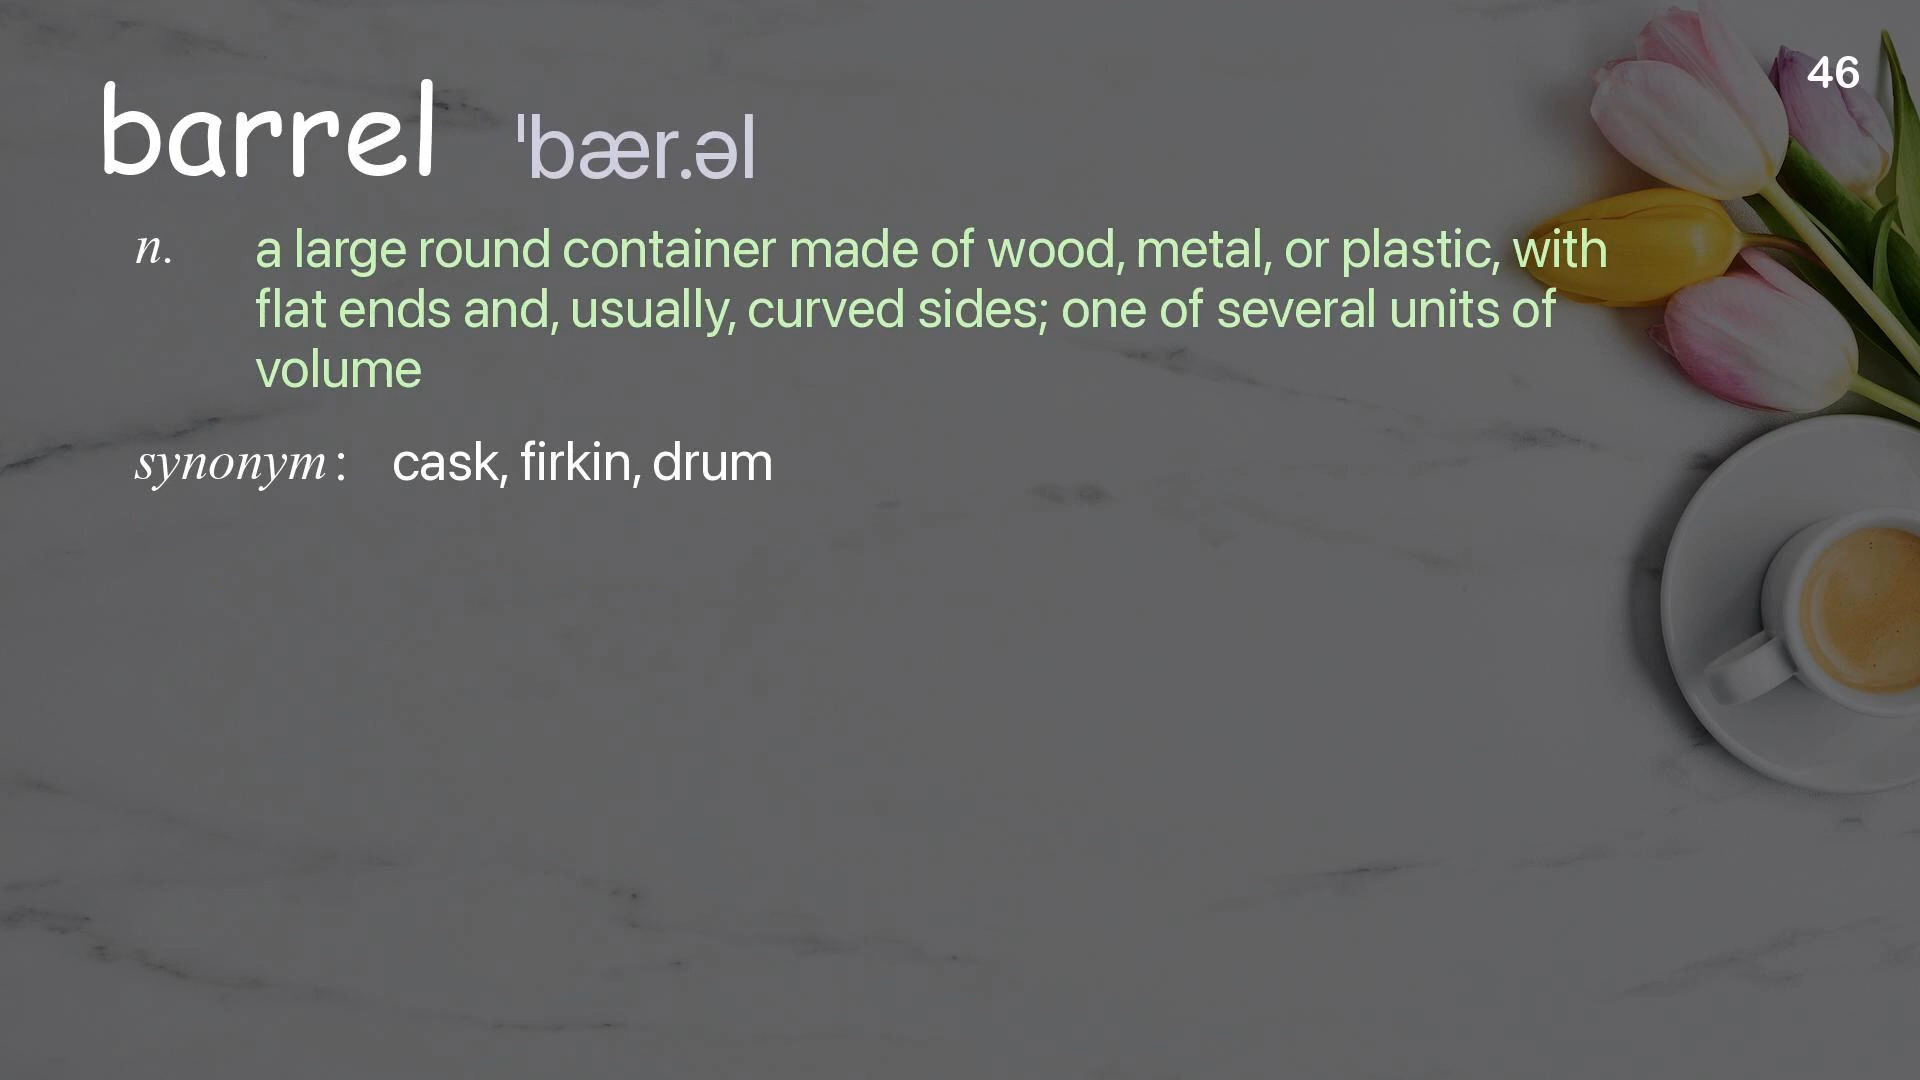 46
barrel ˈbær.əl
n. a large round container made of wood, metal, or plastic, with
flat ends and, usually, curved sides; one of several units of
volume
synonym: cask, firkin, drum